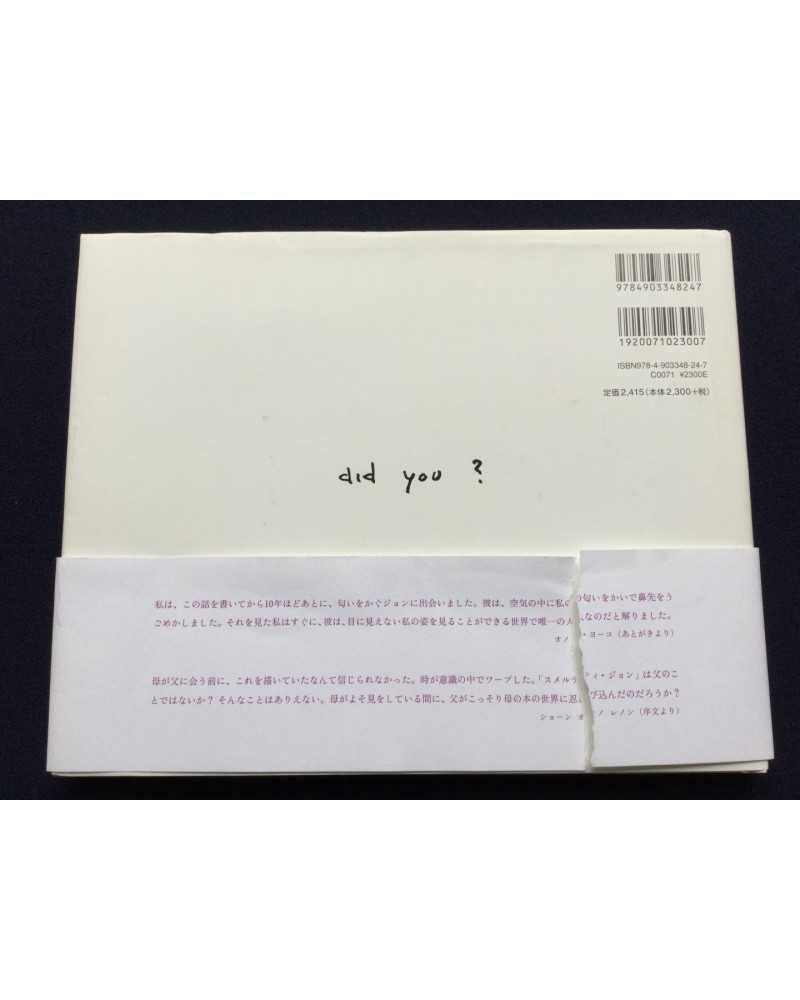 9784903348247
1920071023007
ISBN978-4-903348-24-7
C0071 ¥2300E
定価2,415(本体2,300+税)
did you ?
私は、この話を書いてから10年ほどあとに、匂いをかぐジョンに出会いました。彼は、空気の中に私の匂いをかいで鼻先をう
ごめかしました。それを見た私はすぐに、彼は、目に見えない私の姿を見ることができる世界で唯一の人なのだと解りました。
オノ・ヨーコ(あとがきより)
母が父に会う前に、これを描いていたなんて信じられなかった。時が意識の中でワープした。「スメルティ・ジョン」は父のこ
とではないか? そんなことはありえない。母がよそ見をしている間に、父がこっそり母の本の世界に忍び込んだのだろうか?
ショーン オノ レノン(序文より)